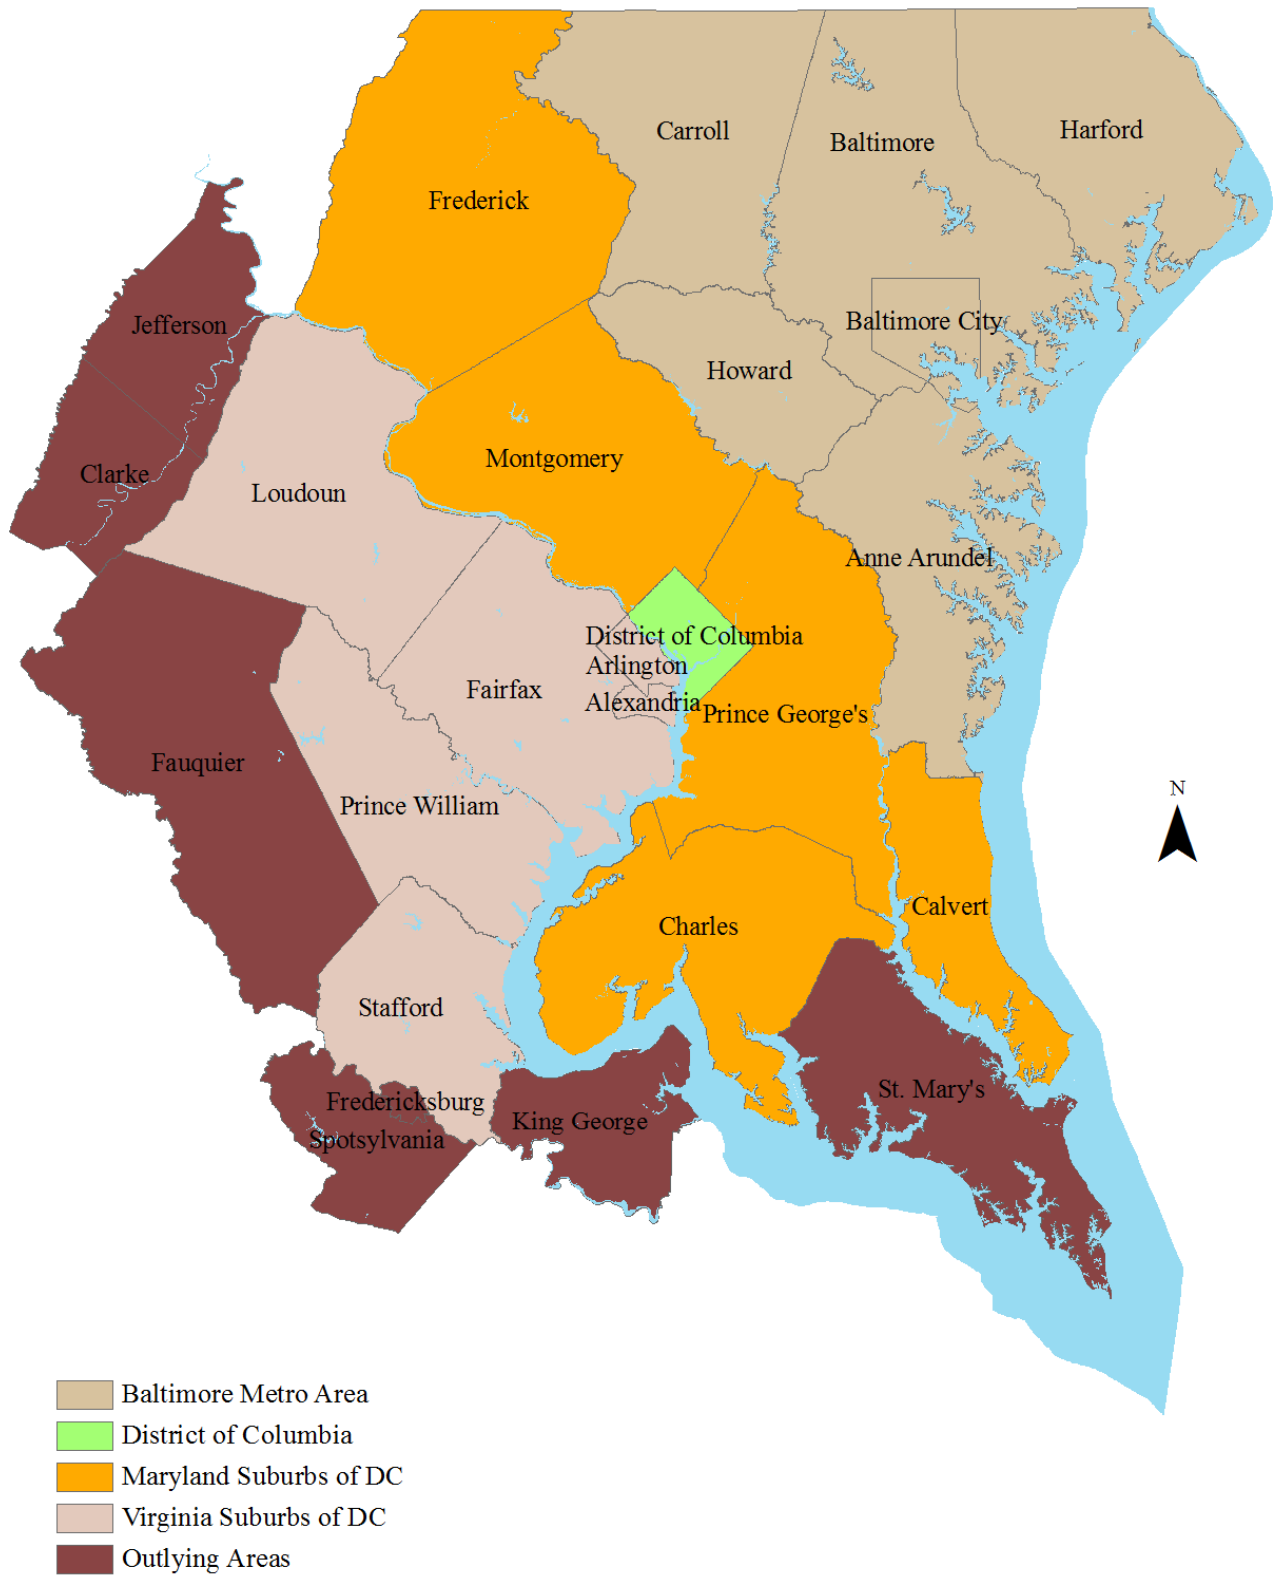 Carroll
Baltimore
Harford
Frederick
Jefferson
Baltimore City
Howard
Clarke
Loudoun
Montgomery
Anne Arundel
District of Columbia
Arlington
Fairfax
Alexandria
Prince George's
Fauquier
Prince William
N
Calvert
Charles
Stafford
St. Mary's
Fredericksburg
King George
Spotsylvania
Baltimore Metro Area
District of Columbia
Maryland Suburbs of DC
Virginia Suburbs of DC
Outlying Areas